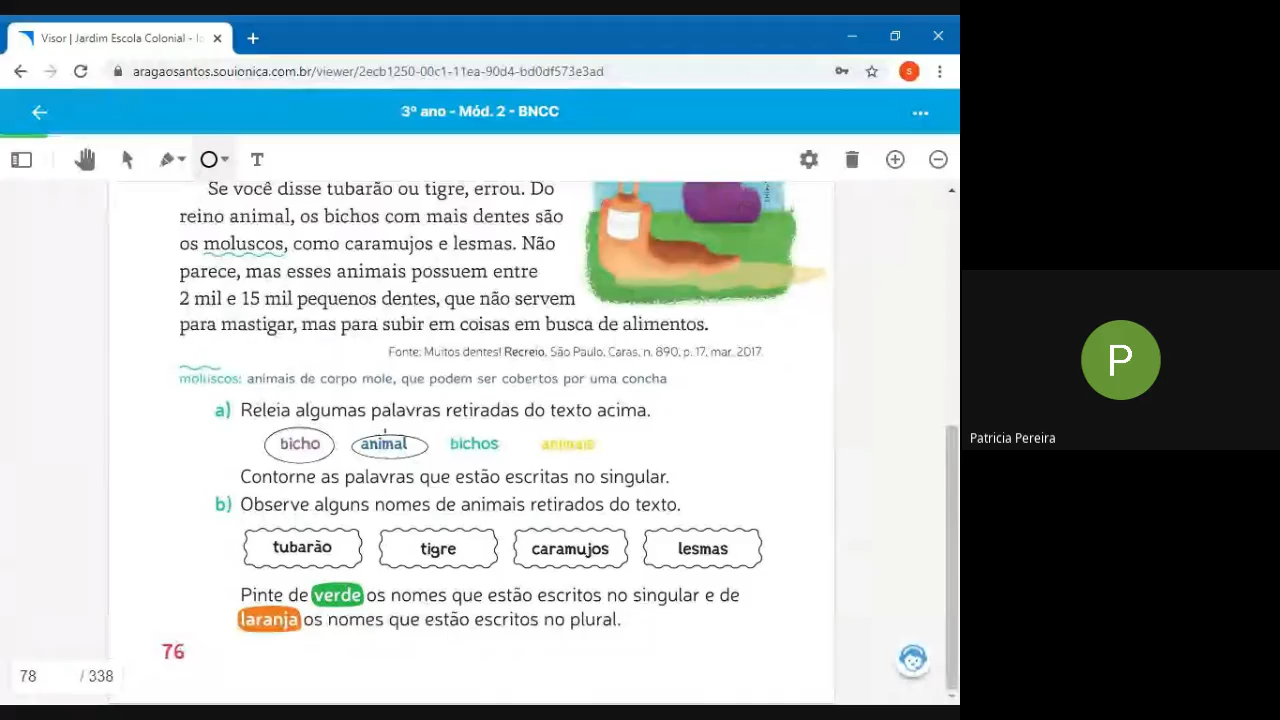 Visor | Jardim Escola Colonial - Io
aragaosantos.souionica.com.br/viewer/2ecb1250-00c1-11ea-90d4-bd0df573e3ad
S
3º ano - Mód. 2 - BNCC
T
Se você disse tubarão ou tigre, errou. Do
reino animal, os bichos com mais dentes são
os moluscos, como caramujos e lesmas. Não
parece, mas esses animais possuem entre
2 mil e 15 mil pequenos dentes, que não servem
para mastigar, mas para subir em coisas em busca de alimentos.
Fonte: Muitos dentes! Recreio, São Paulo, Caras, n. 890, p. 17, mar. 2017.
moluscos: animais de corpo mole, que podem ser cobertos por uma concha
a) Releia algumas palavras retiradas do texto acima.
bicho animal bichos animais
Contorne as palavras que estão escritas no singular.
b) Observe alguns nomes de animais retirados do texto.
tubarão tigre caramujos lesmas
Pinte de verde os nomes que estão escritos no singular e de
laranja os nomes que estão escritos no plural.
76
78 / 338
P
Patricia Pereira